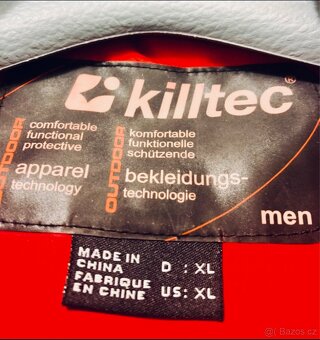 killtec®
OUTDOOR
comfortable
functional
protective
apparel
technology
OUTDOOR
komfortable
funktionelle
schützende
bekleidungs-
technologie
men
MADE IN
CHINA
FABRIQUE
EN CHINE
D : XL
US: XL
Bazos.cz